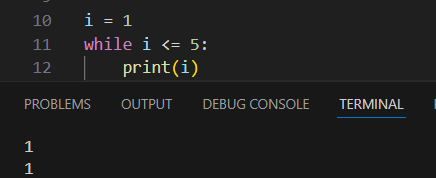 10 i = 1
11 while i <= 5:
12     print(i)
PROBLEMS OUTPUT DEBUG CONSOLE TERMINAL
1
1